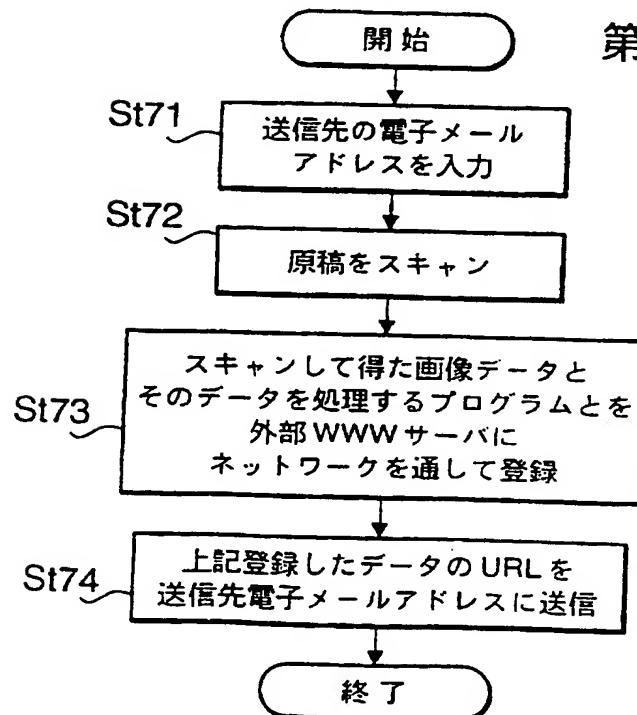 開始
第
St71
送信先の電子メール
アドレスを入力
St72
原稿をスキャン
St73
スキャンして得た画像データと
そのデータを処理するプログラムとを
外部WWWサーバに
ネットワークを通して登録
St74
上記登録したデータのURLを
送信先電子メールアドレスに送信
終了